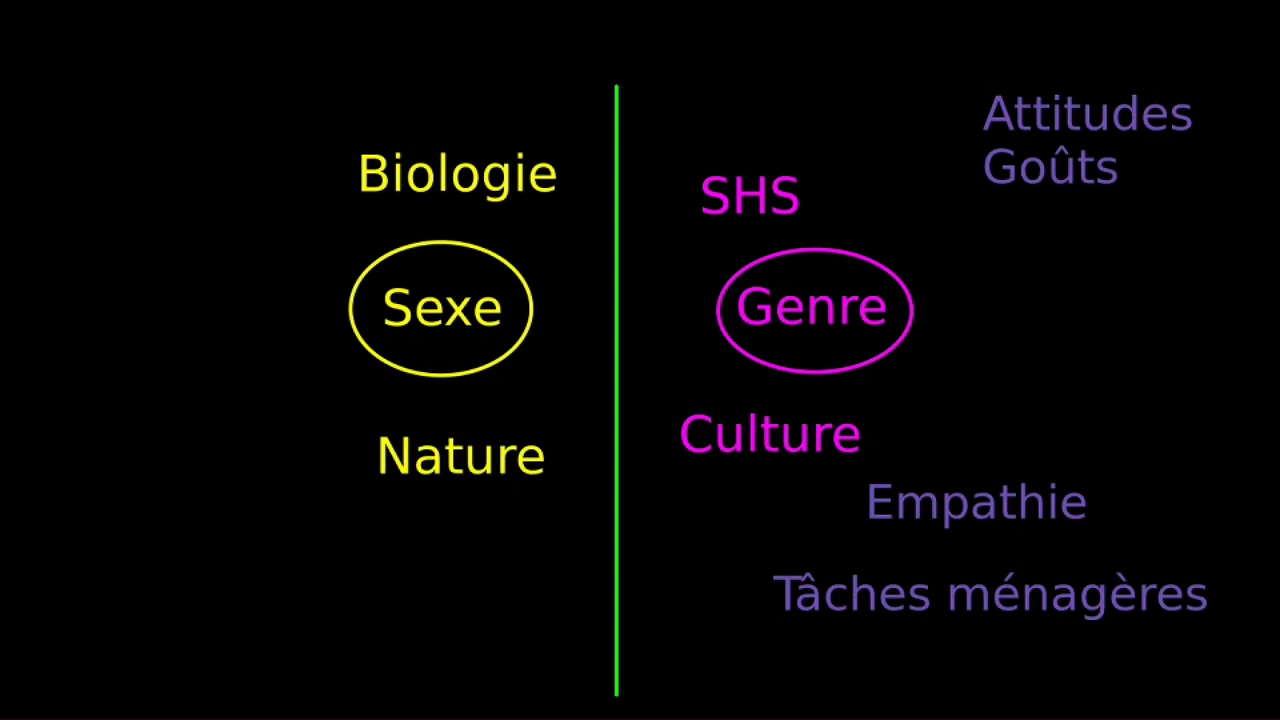 Biologie
Sexe
Nature
Attitudes
Goûts
SHS
Genre
Culture
Empathie
Tâches ménagères